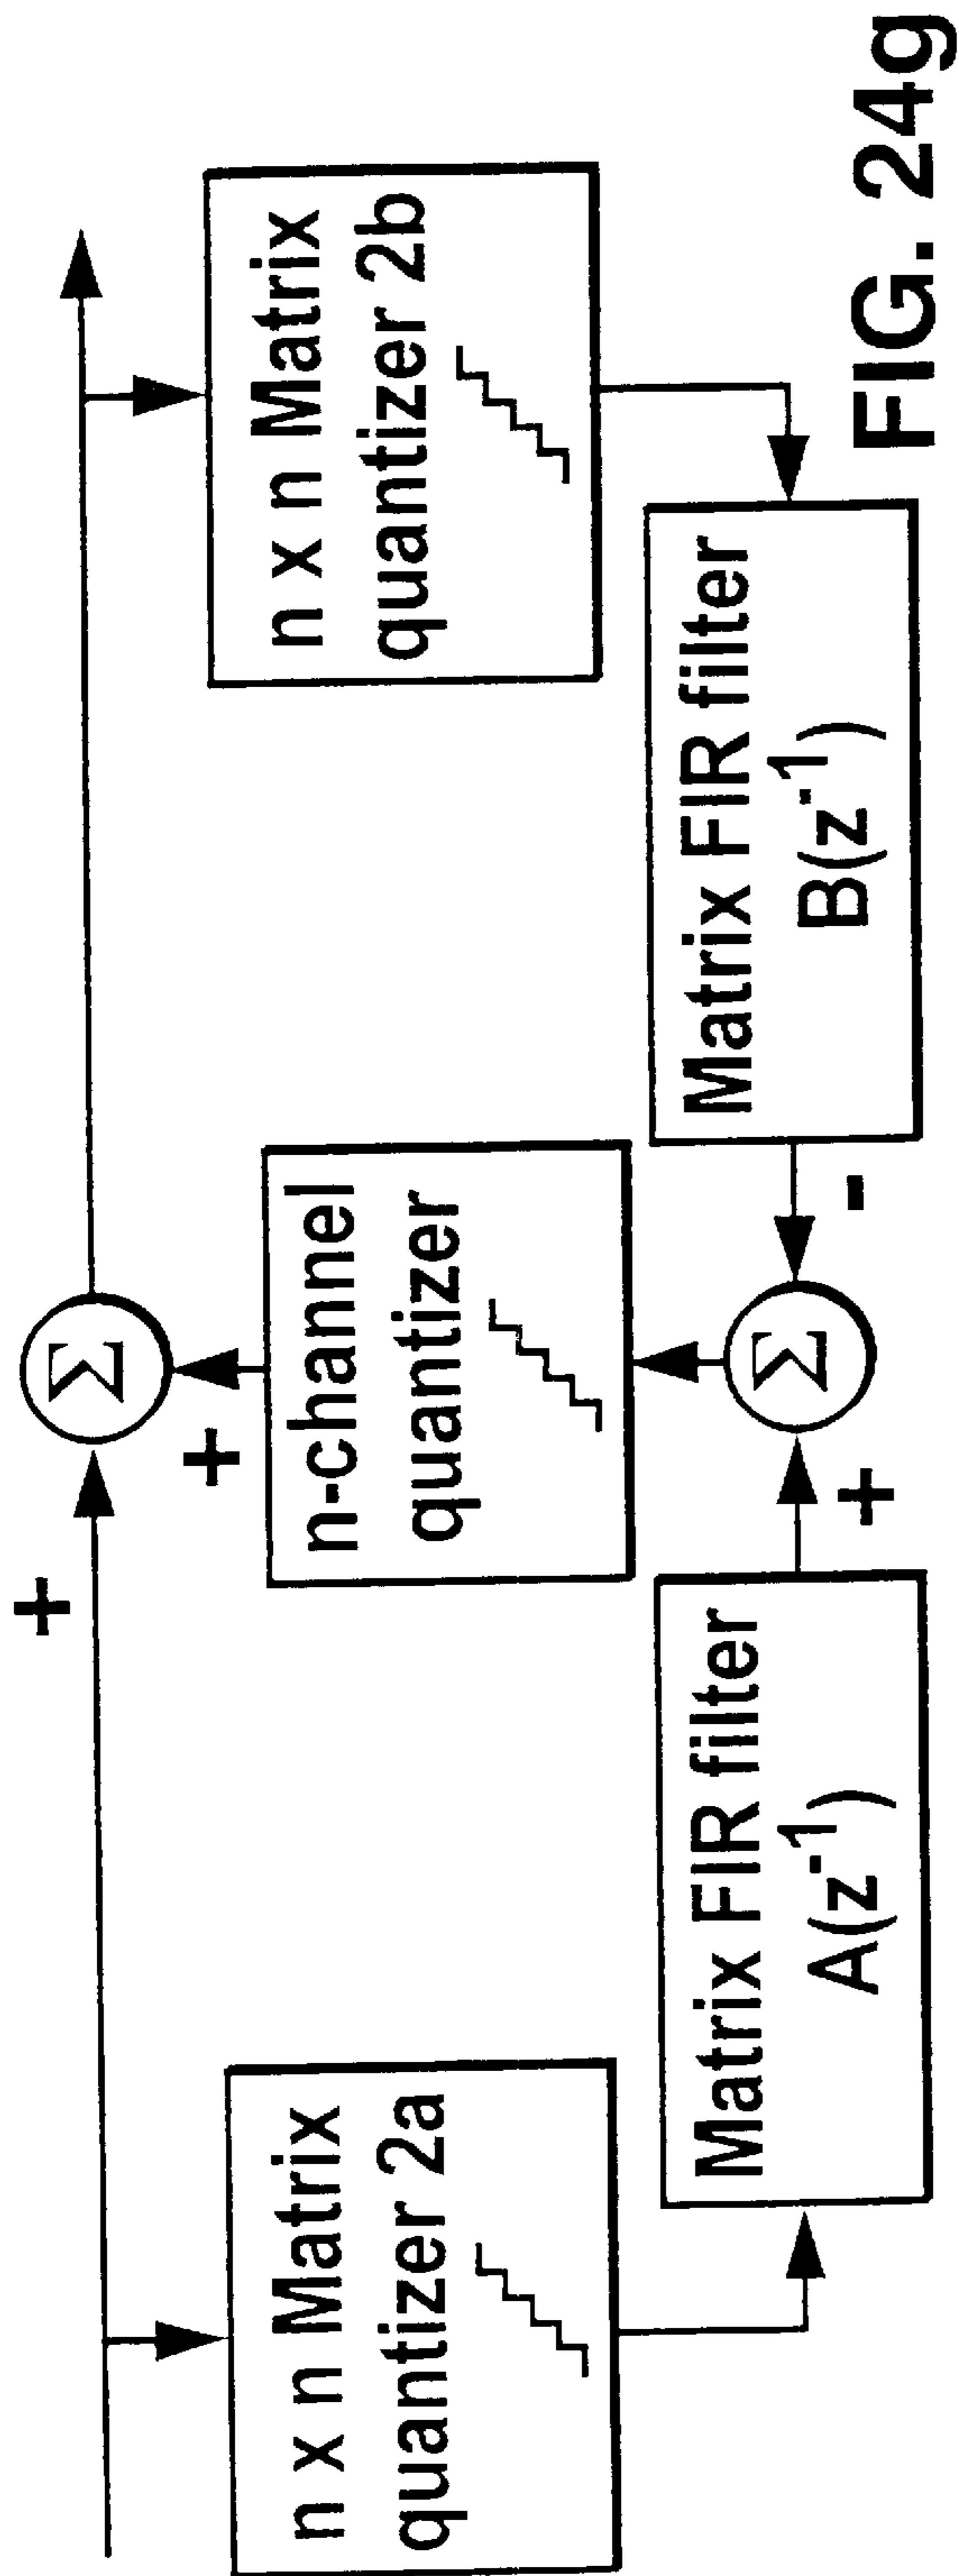 +
Σ
n x n Matrix
quantizer 2a
+
n-channel
quantizer
n x n Matrix
quantizer 2b
Matrix FIR filter
A(z⁻¹)
+
Σ
-
Matrix FIR filter
B(z⁻¹)
FIG. 24g